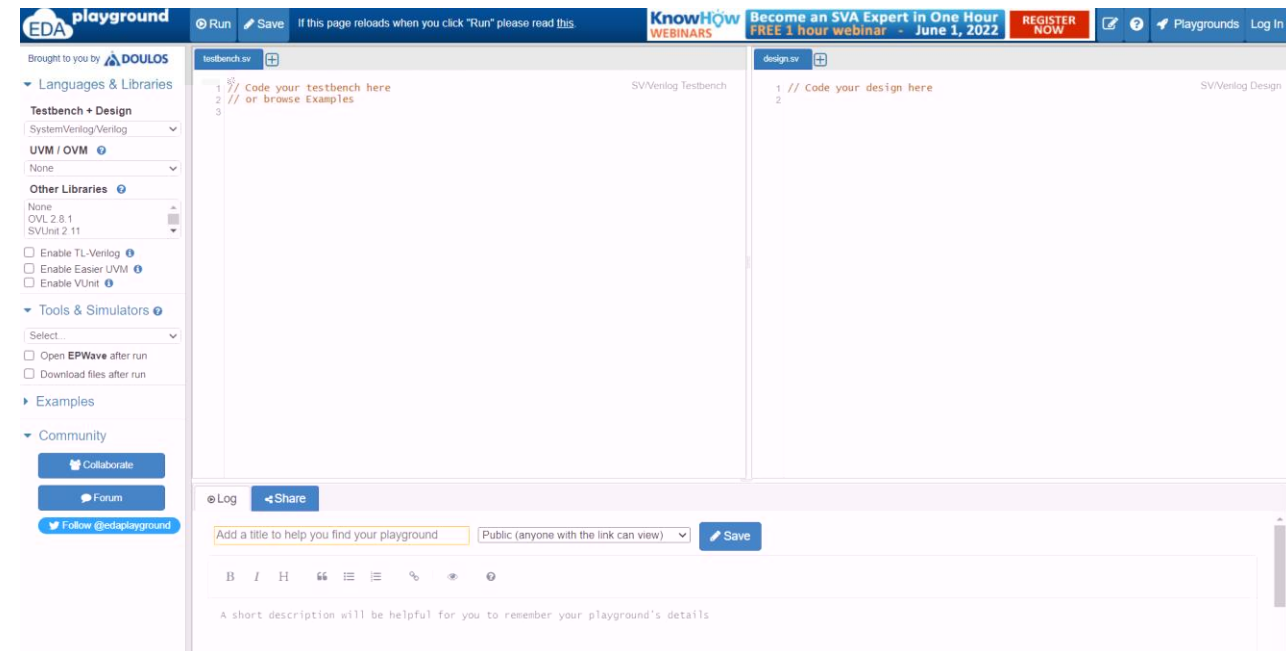 EDA playground
Run Save If this page reloads when you click "Run" please read this.
KnowHow WEBINARS
Become an SVA Expert in One Hour
FREE 1 hour webinar - June 1, 2022
REGISTER NOW
Playgrounds Log In
Brought to you by DOULOS
Languages & Libraries
Testbench + Design
SystemVerilog/Verilog
UVM / OVM
None
Other Libraries
None
OVL 2.8.1
SVUnit 2.11
Enable TL-Verilog
Enable Easier UVM
Enable VUnit
Tools & Simulators
Select...
Open EPWave after run
Download files after run
Examples
Community
Collaborate
Forum
Follow @edaplayground
testbench.sv
1 // Code your testbench here
2 // or browse Examples
3
SV/Verilog Testbench
design.sv
1 // Code your design here
2
SV/Verilog Design
Log Share
Add a title to help you find your playground
Public (anyone with the link can view)
Save
B I H
A short description will be helpful for you to remember your playground's details